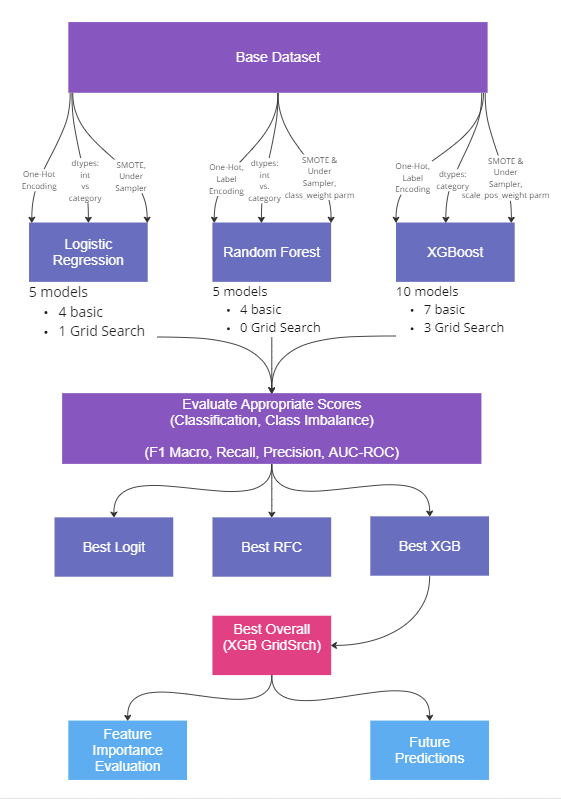 Base Dataset
One-Hot
Encoding
dtypes:
int
vs
category
SMOTE,
Under
Sampler
One-Hot,
Label
Encoding
dtypes:
int
vs.
category
SMOTE &
Under
Sampler,
class_weight parm
One-Hot,
Label
Encoding
dtypes:
category
SMOTE &
Under
Sampler,
scale_pos_weight parm
Logistic
Regression
Random Forest
XGBoost
5 models
• 4 basic
• 1 Grid Search
5 models
• 4 basic
• 0 Grid Search
10 models
• 7 basic
• 3 Grid Search
Evaluate Appropriate Scores
(Classification, Class Imbalance)
(F1 Macro, Recall, Precision, AUC-ROC)
Best Logit
Best RFC
Best XGB
Best Overall
(XGB GridSrch)
Feature
Importance
Evaluation
Future
Predictions